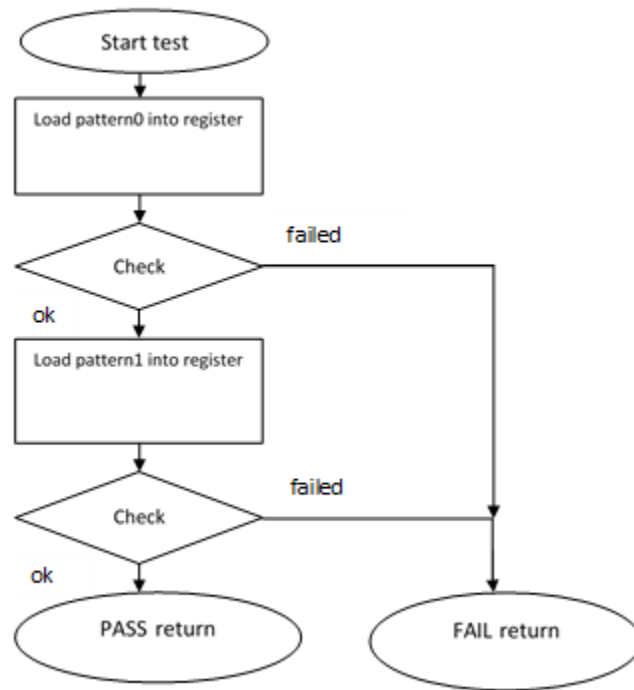 Start test
Load pattern0 into register
failed
Check
ok
Load pattern1 into register
failed
Check
ok
PASS return
FAIL return